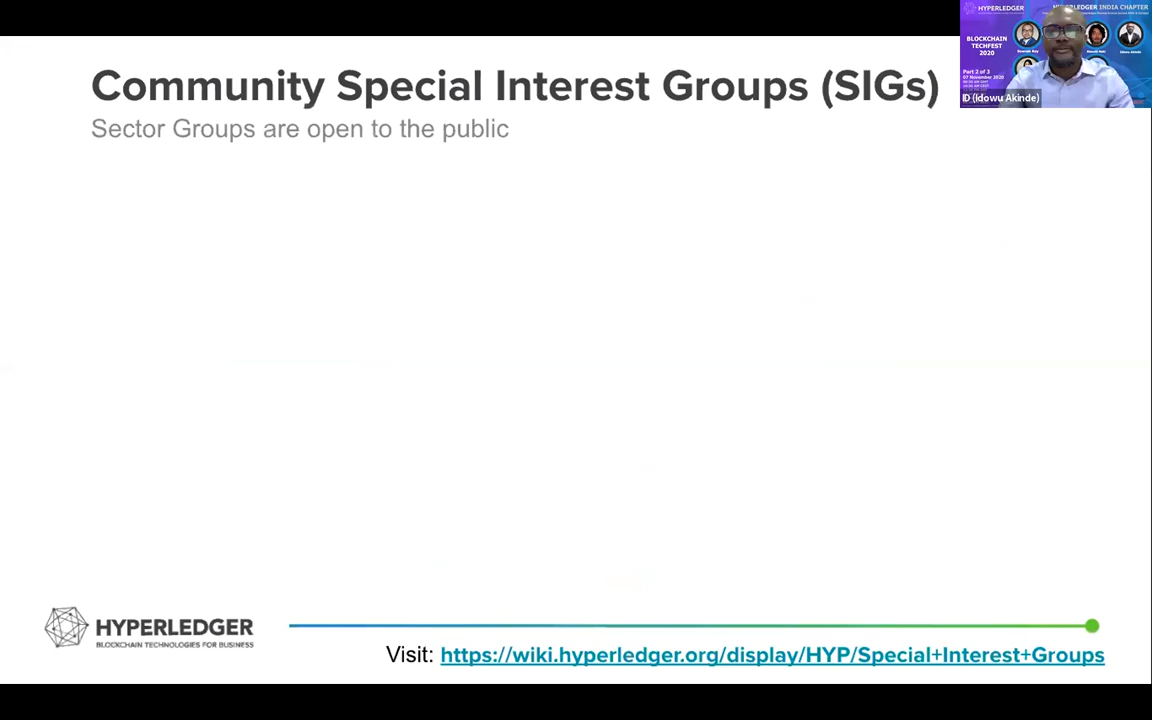 Community Special Interest Groups (SIGs)
Sector Groups are open to the public
HYPERLEDGER
HYPERLEDGER INDIA CHAPTER
BLOCKCHAIN
TECHFEST
2020
Part 2 of 3
07 November 2020
ID (Idowu Akinde)
HYPERLEDGER
BLOCKCHAIN TECHNOLOGIES FOR BUSINESS
Visit: https://wiki.hyperledger.org/display/HYP/Special+Interest+Groups